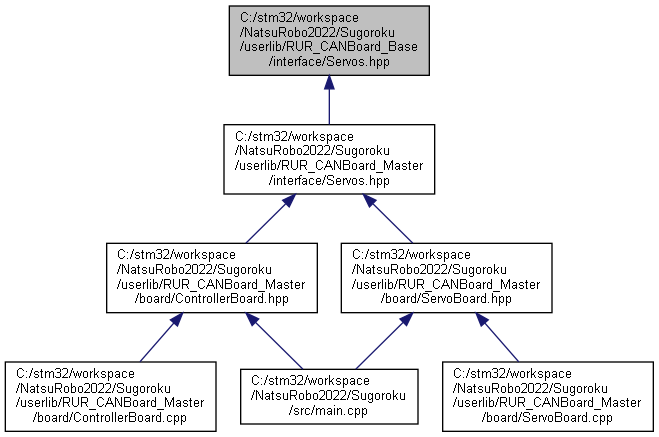 C:/stm32/workspace
/NatsuRobo2022/Sugoroku
/userlib/RUR_CANBoard_Base
/interface/Servos.hpp
C:/stm32/workspace
/NatsuRobo2022/Sugoroku
/userlib/RUR_CANBoard_Master
/interface/Servos.hpp
C:/stm32/workspace
/NatsuRobo2022/Sugoroku
/userlib/RUR_CANBoard_Master
/board/ControllerBoard.hpp
C:/stm32/workspace
/NatsuRobo2022/Sugoroku
/userlib/RUR_CANBoard_Master
/board/ServoBoard.hpp
C:/stm32/workspace
/NatsuRobo2022/Sugoroku
/userlib/RUR_CANBoard_Master
/board/ControllerBoard.cpp
C:/stm32/workspace
/NatsuRobo2022/Sugoroku
/src/main.cpp
C:/stm32/workspace
/NatsuRobo2022/Sugoroku
/userlib/RUR_CANBoard_Master
/board/ServoBoard.cpp